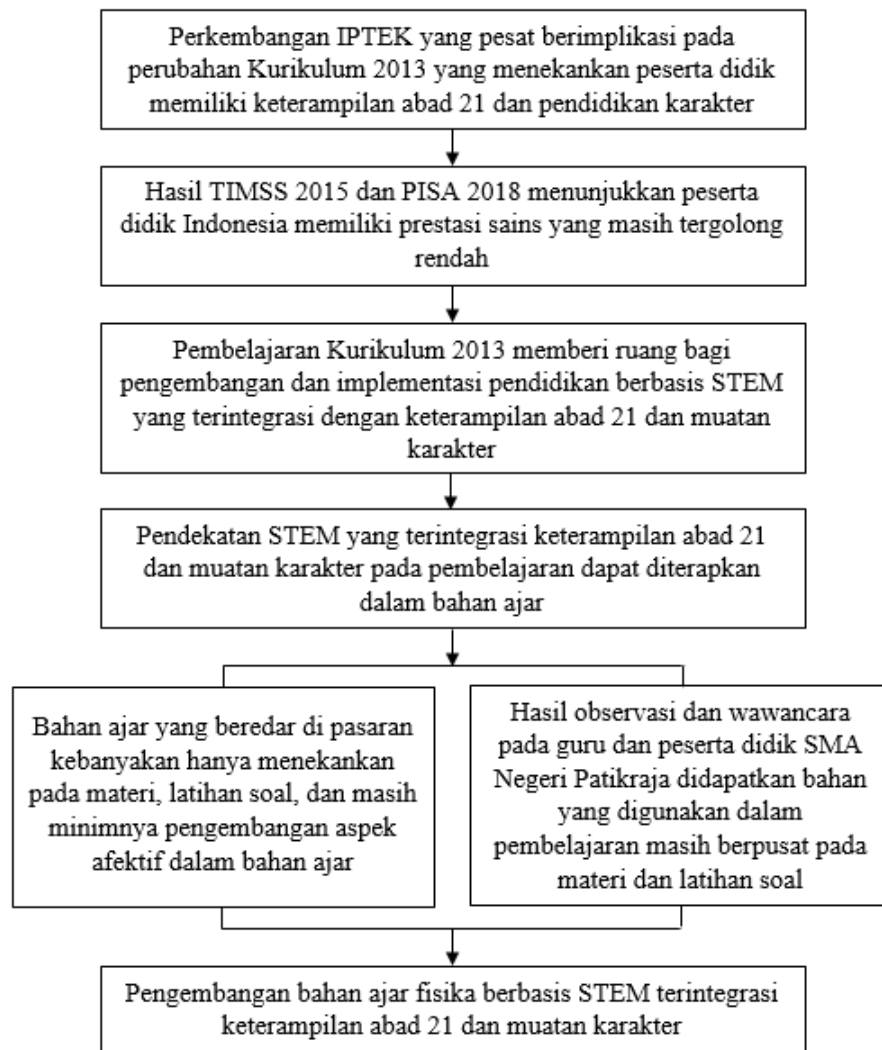 Perkembangan IPTEK yang pesat berimplikasi pada
perubahan Kurikulum 2013 yang menekankan peserta didik
memiliki keterampilan abad 21 dan pendidikan karakter
Hasil TIMSS 2015 dan PISA 2018 menunjukkan peserta
didik Indonesia memiliki prestasi sains yang masih tergolong
rendah
Pembelajaran Kurikulum 2013 memberi ruang bagi
pengembangan dan implementasi pendidikan berbasis STEM
yang terintegrasi dengan keterampilan abad 21 dan muatan
karakter
Pendekatan STEM yang terintegrasi keterampilan abad 21
dan muatan karakter pada pembelajaran dapat diterapkan
dalam bahan ajar
Bahan ajar yang beredar di pasaran
kebanyakan hanya menekankan
pada materi, latihan soal, dan masih
minimnya pengembangan aspek
afektif dalam bahan ajar
Hasil observasi dan wawancara
pada guru dan peserta didik SMA
Negeri Patikraja didapatkan bahan
yang digunakan dalam
pembelajaran masih berpusat pada
materi dan latihan soal
Pengembangan bahan ajar fisika berbasis STEM terintegrasi
keterampilan abad 21 dan muatan karakter